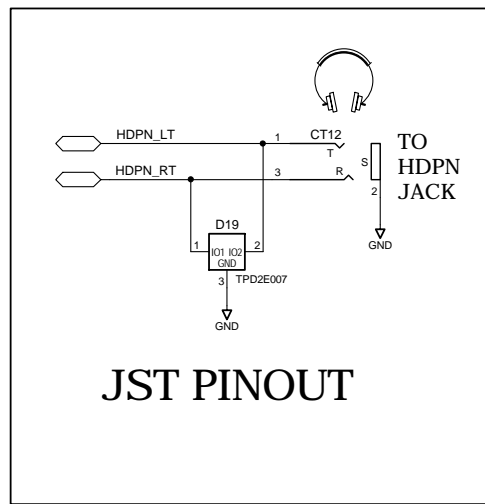 HDPN_LT
1
CT12
T
TO
HDPN
JACK
S
HDPN_RT
3
R
2
D19
GND
1
IO1 IO2
2
GND
3
TPD2E007
GND
JST PINOUT